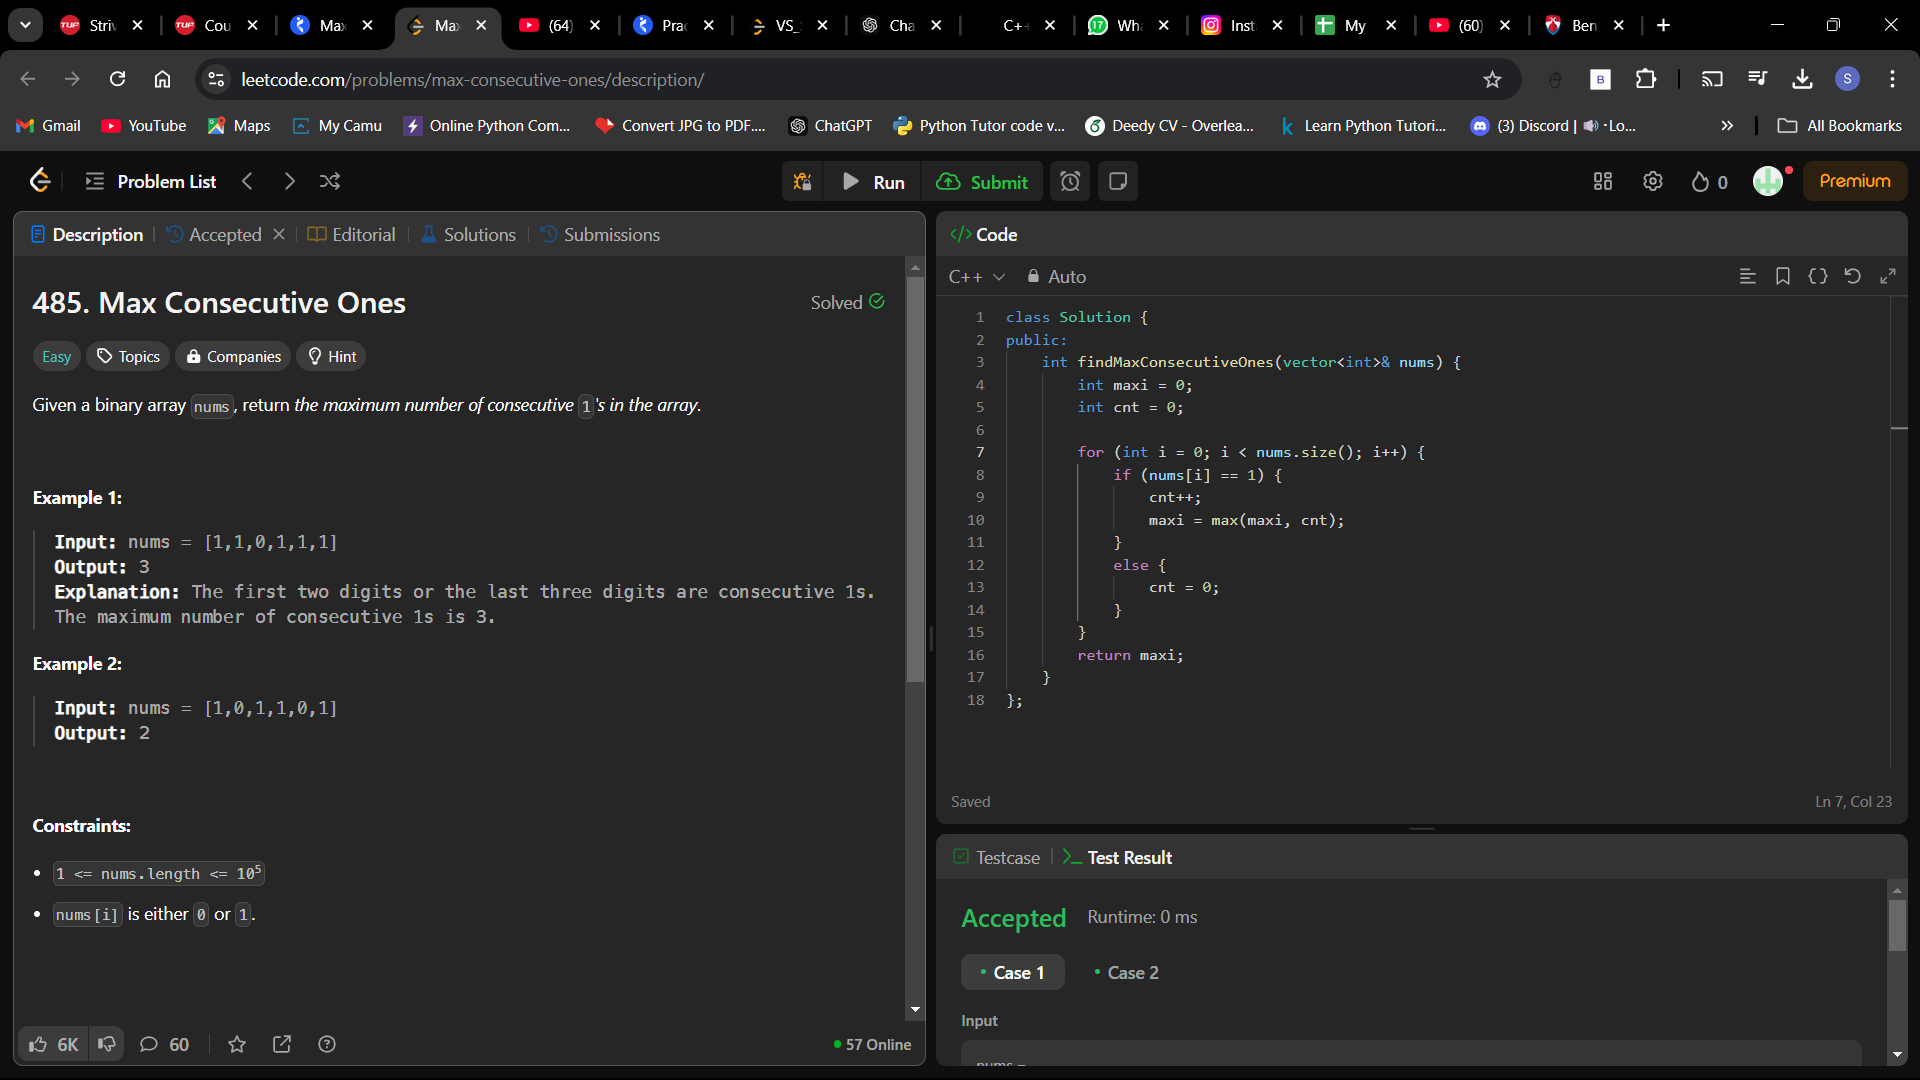 Striv
Cou
Max
Max
(64)
Prac
VS_
Cha
C++
Wha
Inst
My
(60)
Ben
leetcode.com/problems/max-consecutive-ones/description/
B
S
Gmail
YouTube
Maps
My Camu
Online Python Com...
Convert JPG to PDF....
ChatGPT
Python Tutor code v...
Deedy CV - Overlea...
Learn Python Tutori...
(3) Discord | 🔊・Lo...
All Bookmarks
Problem List
Run
Submit
0
Premium
Description
Accepted
Editorial
Solutions
Submissions
485. Max Consecutive Ones
Solved
Easy
Topics
Companies
Hint
Given a binary array nums, return the maximum number of consecutive 1's in the array.
Example 1:
Input: nums = [1,1,0,1,1,1]
Output: 3
Explanation: The first two digits or the last three digits are consecutive 1s.
The maximum number of consecutive 1s is 3.
Example 2:
Input: nums = [1,0,1,1,0,1]
Output: 2
Constraints:
• 1 <= nums.length <= 10⁵
• nums[i] is either 0 or 1.
6K
60
57 Online
</> Code
C++
Auto
1 class Solution {
2 public:
3 int findMaxConsecutiveOnes(vector<int>& nums) {
4 int maxi = 0;
5 int cnt = 0;
6
7 for (int i = 0; i < nums.size(); i++) {
8 if (nums[i] == 1) {
9 cnt++;
10 maxi = max(maxi, cnt);
11 }
12 else {
13 cnt = 0;
14 }
15 }
16 return maxi;
17 }
18 };
Saved
Ln 7, Col 23
Testcase
Test Result
Accepted
Runtime: 0 ms
Case 1
Case 2
Input
nums =